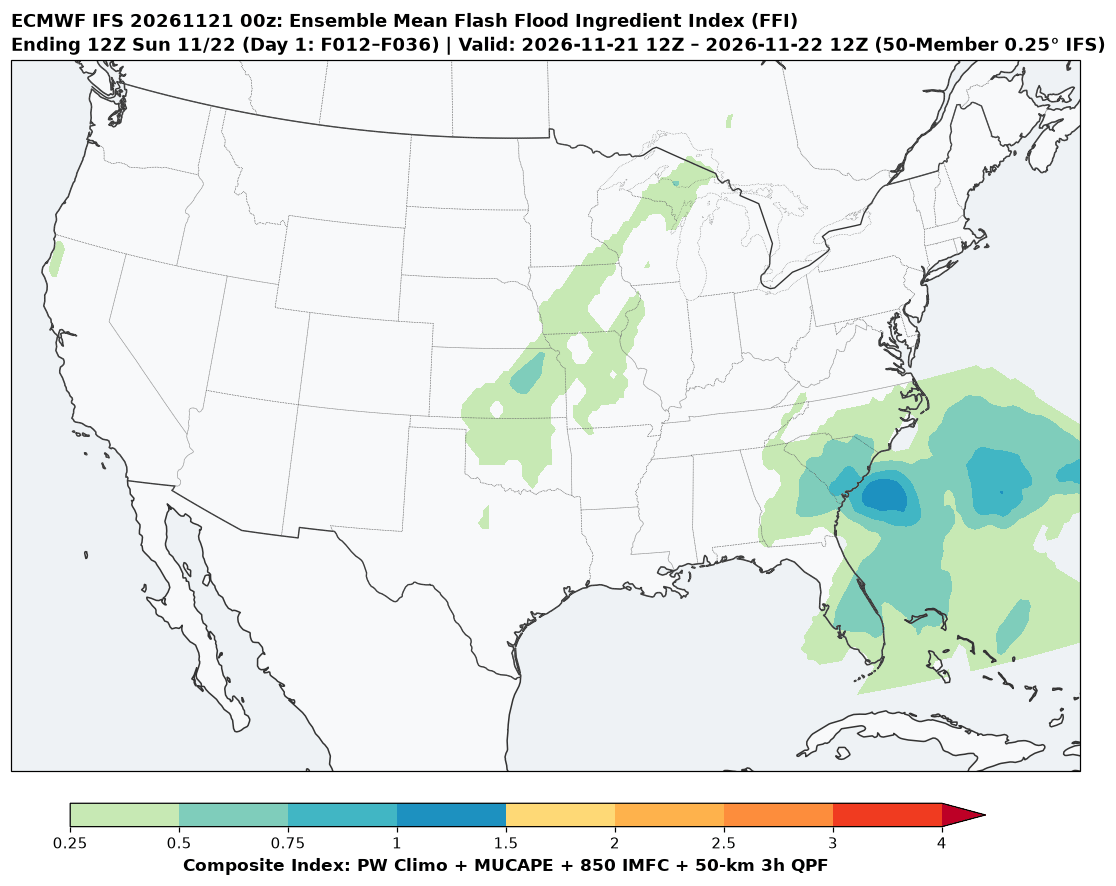 ECMWF IFS 20261121 00z: Ensemble Mean Flash Flood Ingredient Index (FFI)
Ending 12Z Sun 11/22 (Day 1: F012–F036) | Valid: 2026-11-21 12Z – 2026-11-22 12Z (50-Member 0.25° IFS)
0.25 0.5 0.75 1 1.5 2 2.5 3 4
Composite Index: PW Climo + MUCAPE + 850 IMFC + 50-km 3h QPF